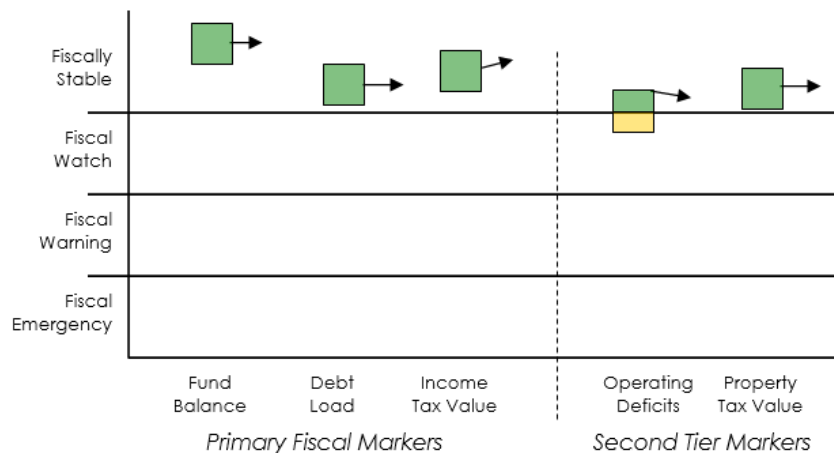 Fiscally
Stable
Fiscal
Watch
Fiscal
Warning
Fiscal
Emergency
Fund
Balance
Debt
Load
Income
Tax Value
Operating
Deficits
Property
Tax Value
Primary Fiscal Markers
Second Tier Markers